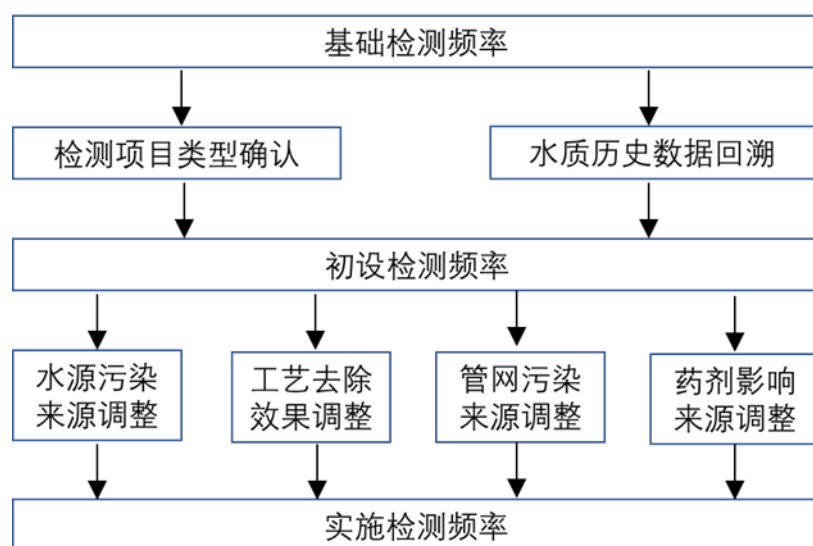 基础检测频率
检测项目类型确认
水质历史数据回溯
初设检测频率
水源污染
来源调整
工艺去除
效果调整
管网污染
来源调整
药剂影响
来源调整
实施检测频率